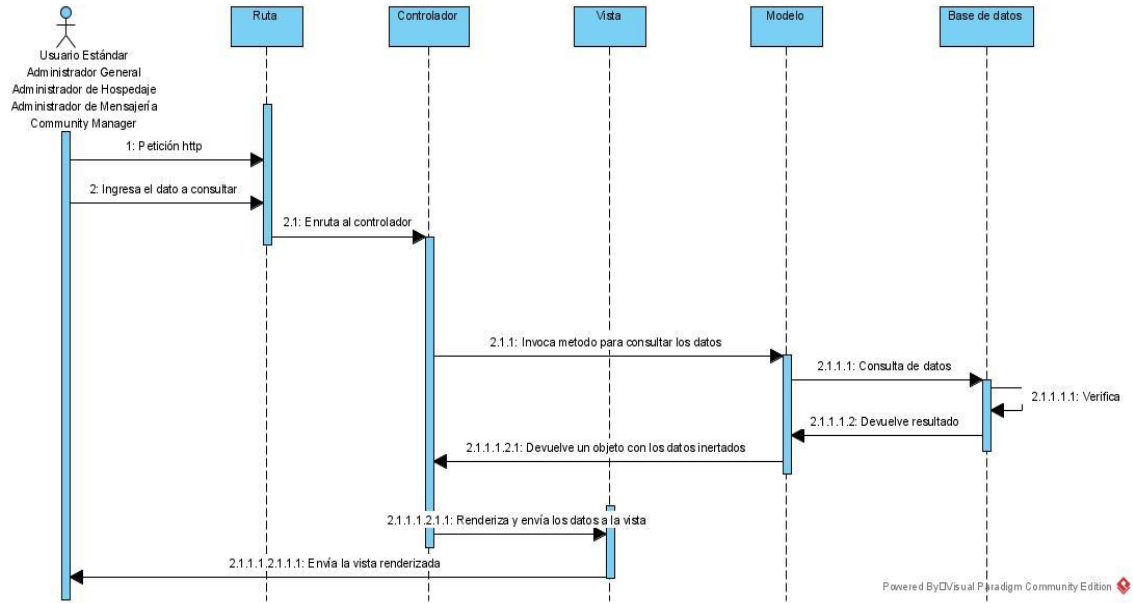 Ruta
Controlador
Vista
Modelo
Base de datos
Usuario Estándar
Administrador General
Administrador de Hospedaje
Administrador de Mensajería
Community Manager
1: Petición http
2: Ingresa el dato a consultar
2.1: Enruta al controlador
2.1.1: Invoca metodo para consultar los datos
2.1.1.1: Consulta de datos
2.1.1.1.1: Verifica
2.1.1.1.2: Devuelve resultado
2.1.1.1.2.1: Devuelve un objeto con los datos inertados
2.1.1.1.2.1.1: Renderiza y envía los datos a la vista
2.1.1.1.2.1.1.1: Envía la vista renderizada
Powered By□Visual Paradigm Community Edition